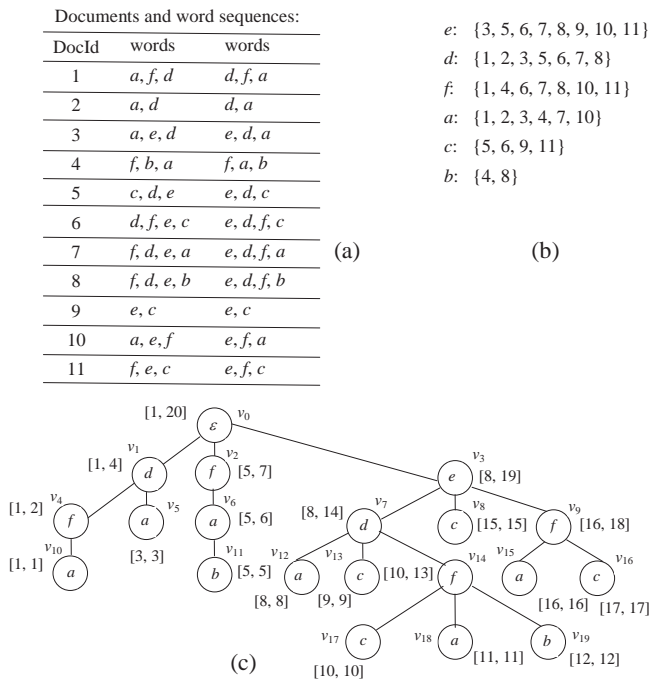 Documents and word sequences:
DocId words words
1 a, f, d d, f, a
2 a, d d, a
3 a, e, d e, d, a
4 f, b, a f, a, b
5 c, d, e e, d, c
6 d, f, e, c e, d, f, c
7 f, d, e, a e, d, f, a
8 f, d, e, b e, d, f, b
9 e, c e, c
10 a, e, f e, f, a
11 f, e, c e, f, c
(a)
e: {3, 5, 6, 7, 8, 9, 10, 11}
d: {1, 2, 3, 5, 6, 7, 8}
f: {1, 4, 6, 7, 8, 10, 11}
a: {1, 2, 3, 4, 7, 10}
c: {5, 6, 9, 11}
b: {4, 8}
(b)
[1, 20] ε v0
v1 d [1, 4]
v2 f [5, 7]
v3 e [8, 19]
v4 f [1, 2]
v5 a [3, 3]
v6 a [5, 6]
v7 d [8, 14]
v8 c [15, 15]
v9 f [16, 18]
v10 a [1, 1]
v11 b [5, 5]
v12 a [8, 8]
v13 c [9, 9]
v14 f [10, 13]
v15 a [16, 16]
v16 c [17, 17]
v17 c [10, 10]
v18 a [11, 11]
v19 b [12, 12]
(c)